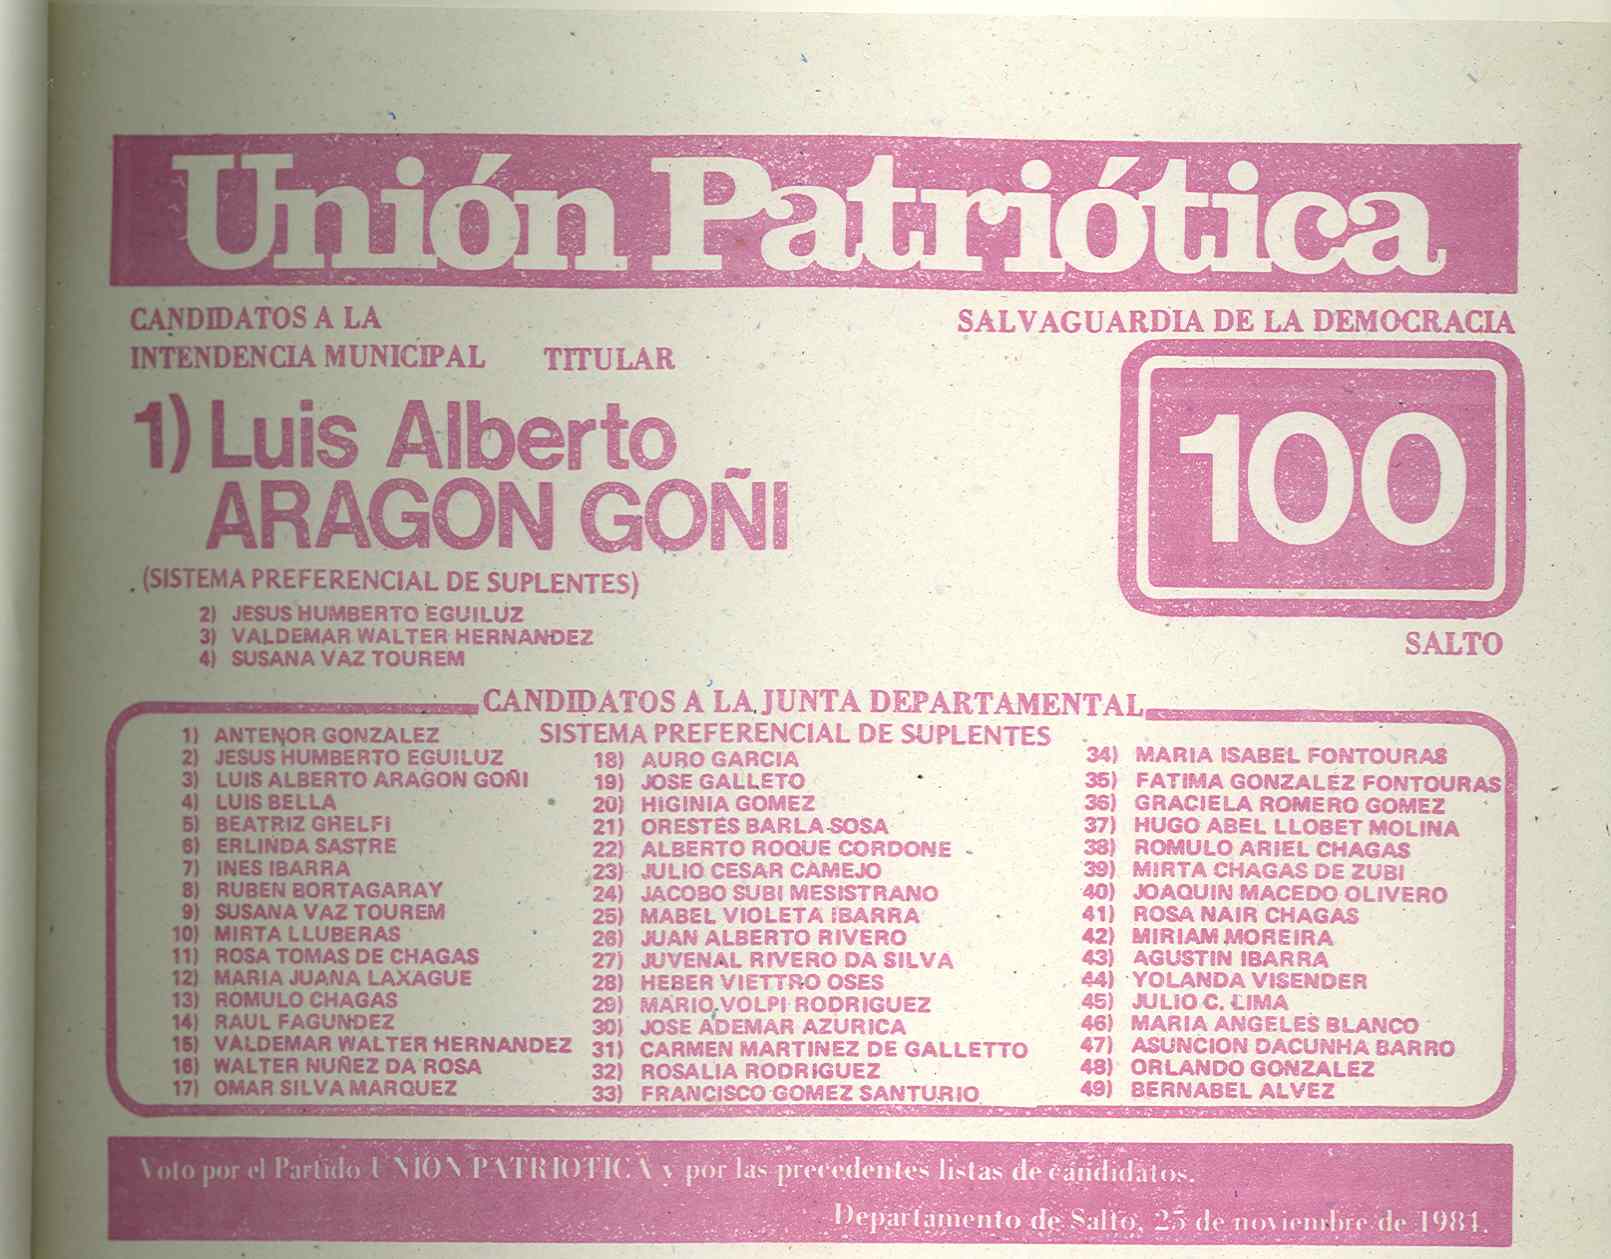 Unión Patriótica
CANDIDATOS A LA
INTENDENCIA MUNICIPAL TITULAR
SALVAGUARDIA DE LA DEMOCRACIA
1) Luis Alberto
ARAGON GOÑI
100
(SISTEMA PREFERENCIAL DE SUPLENTES)
2) JESUS HUMBERTO EGUILUZ
3) VALDEMAR WALTER HERNANDEZ
4) SUSANA VAZ TOUREM
SALTO
CANDIDATOS A LA JUNTA DEPARTAMENTAL
SISTEMA PREFERENCIAL DE SUPLENTES
1) ANTENOR GONZALEZ
2) JESUS HUMBERTO EGUILUZ
3) LUIS ALBERTO ARAGON GOÑI
4) LUIS BELLA
5) BEATRIZ GHELFI
6) ERLINDA SASTRE
7) INES IBARRA
8) RUBEN BORTAGARAY
9) SUSANA VAZ TOUREM
10) MIRTA LLUBERAS
11) ROSA TOMAS DE CHAGAS
12) MARIA JUANA LAXAGUE
13) ROMULO CHAGAS
14) RAUL FAGUNDEZ
15) VALDEMAR WALTER HERNANDEZ
16) WALTER NUÑEZ DA ROSA
17) OMAR SILVA MARQUEZ
18) AURO GARCIA
19) JOSE GALLETO
20) HIGINIA GOMEZ
21) ORESTES BARLA SOSA
22) ALBERTO ROQUE CORDONE
23) JULIO CESAR CAMEJO
24) JACOBO SUBI MESISTRANO
25) MABEL VIOLETA IBARRA
26) JUAN ALBERTO RIVERO
27) JUVENAL RIVERO DA SILVA
28) HEBER VIETTRO OSES
29) MARIO VOLPI RODRIGUEZ
30) JOSE ADEMAR AZURICA
31) CARMEN MARTINEZ DE GALLETTO
32) ROSALIA RODRIGUEZ
33) FRANCISCO GOMEZ SANTURIO
34) MARIA ISABEL FONTOURAS
35) FATIMA GONZALEZ FONTOURAS
36) GRACIELA ROMERO GOMEZ
37) HUGO ABEL LLOBET MOLINA
38) ROMULO ARIEL CHAGAS
39) MIRTA CHAGAS DE ZUBI
40) JOAQUIN MACEDO OLIVERO
41) ROSA NAIR CHAGAS
42) MIRIAM MOREIRA
43) AGUSTIN IBARRA
44) YOLANDA VISENDER
45) JULIO C. LIMA
46) MARIA ANGELES BLANCO
47) ASUNCION DACUNHA BARRO
48) ORLANDO GONZALEZ
49) BERNABEL ALVEZ
Voto por el Partido UNION PATRIOTICA y por las precedentes listas de candidatos.
Departamento de Salto, 25 de noviembre de 1984.